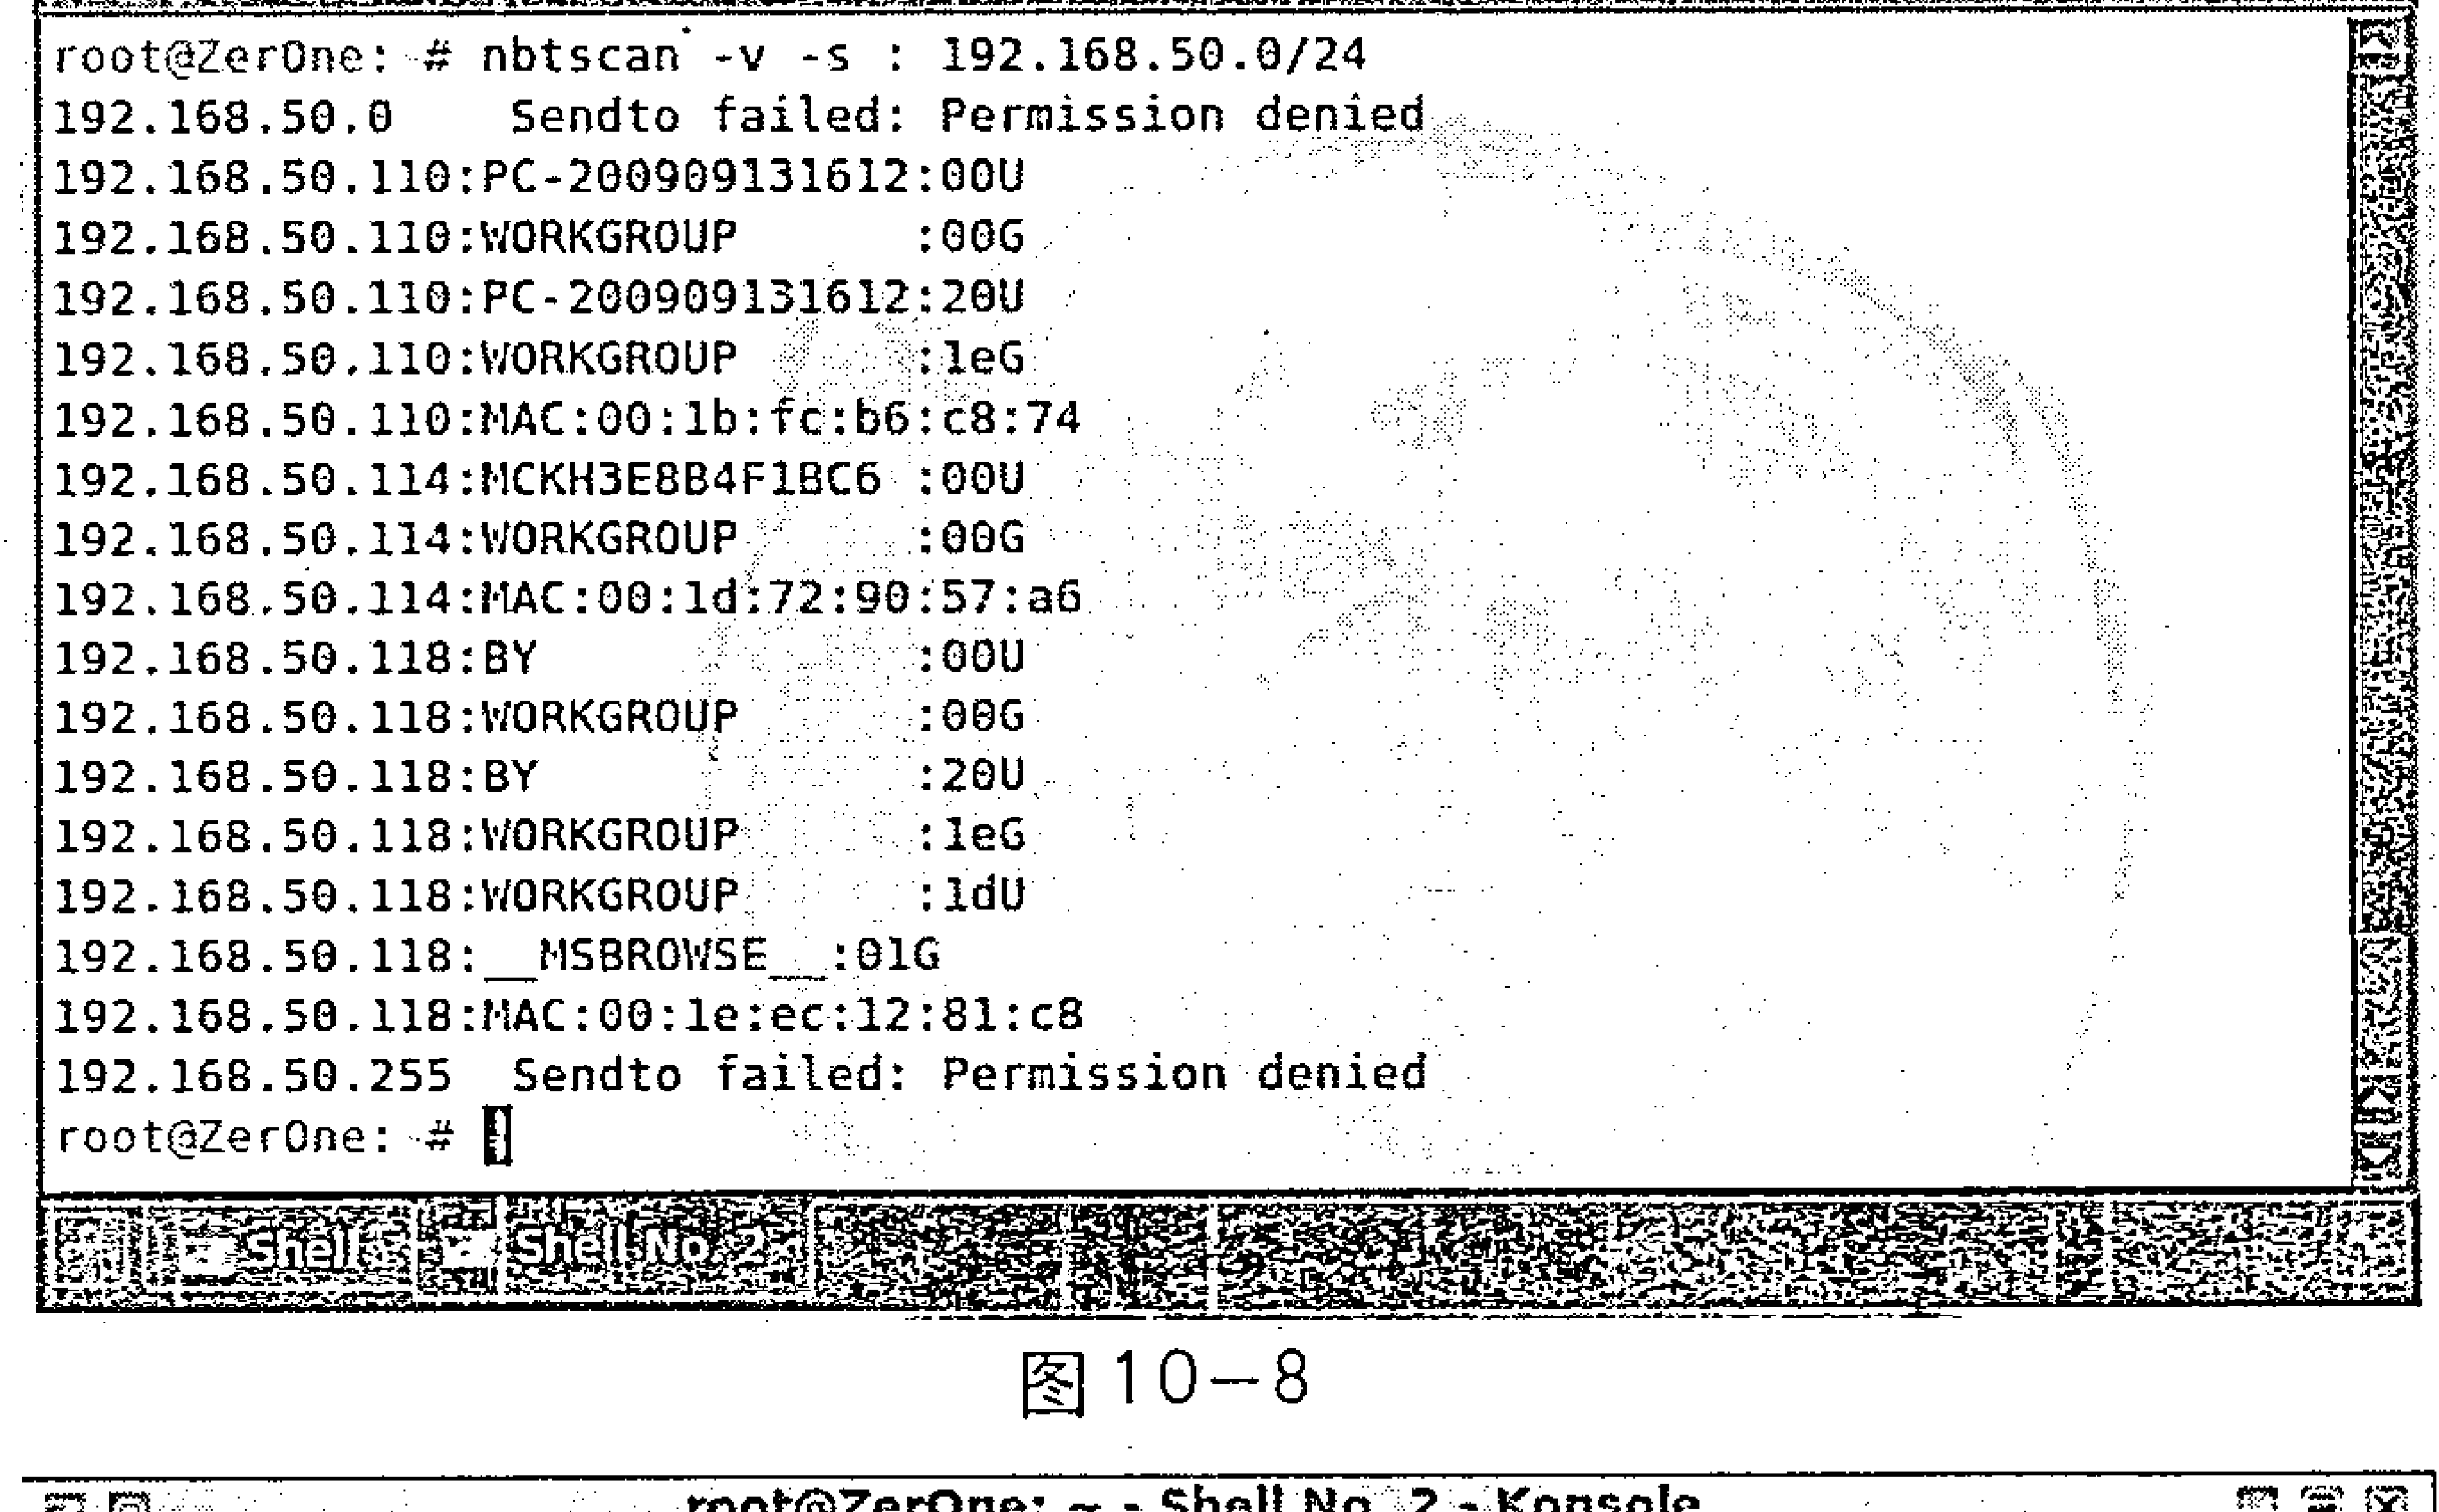 root@ZerOne:~# nbtscan -v -s : 192.168.50.0/24
192.168.50.0    Sendto failed: Permission denied
192.168.50.110:PC-200909131612:00U
192.168.50.110:WORKGROUP      :00G
192.168.50.110:PC-200909131612:20U
192.168.50.110:WORKGROUP      :1eG
192.168.50.110:MAC:00:1b:fc:b6:c8:74
192.168.50.114:MCKH3E8B4F18C6 :00U
192.168.50.114:WORKGROUP      :00G
192.168.50.114:MAC:00:1d:72:90:57:a6
192.168.50.118:BY             :00U
192.168.50.118:WORKGROUP      :00G
192.168.50.118:BY             :20U
192.168.50.118:WORKGROUP      :1eG
192.168.50.118:WORKGROUP      :1dU
192.168.50.118:__MSBROWSE__:01G
192.168.50.118:MAC:00:1e:ec:12:81:c8
192.168.50.255  Sendto failed: Permission denied
root@ZerOne:~#
Shell
Shell No. 2
图 10-8
root@ZerOne: ~ - Shell No. 2 - Konsole